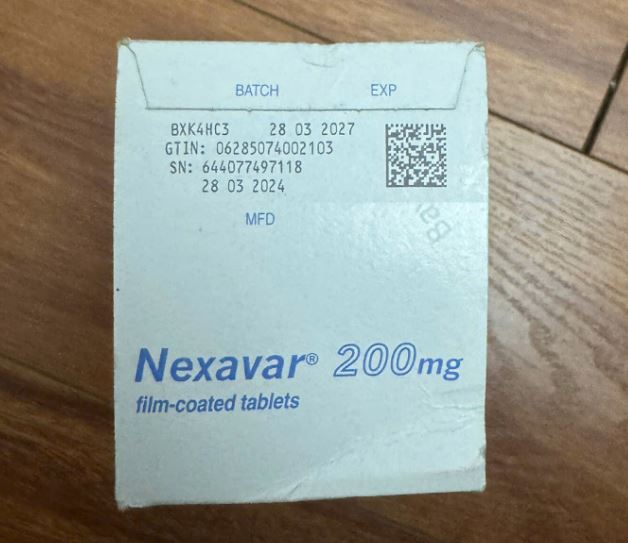 BATCH EXP
BXK4HC3 28 03 2027
GTIN: 06285074002103
SN: 644077497118
28 03 2024
MFD
Nexavar® 200mg
film-coated tablets